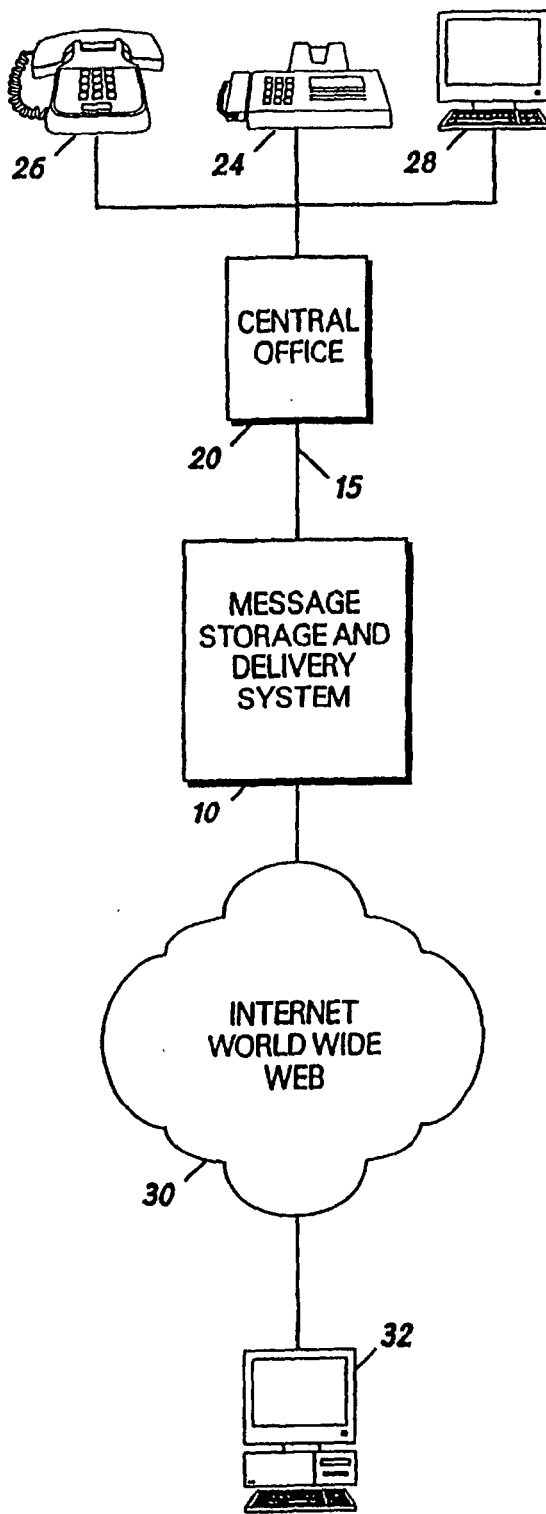 26
24
28
CENTRAL
OFFICE
20
15
MESSAGE
STORAGE AND
DELIVERY
SYSTEM
10
INTERNET
WORLD WIDE
WEB
30
32